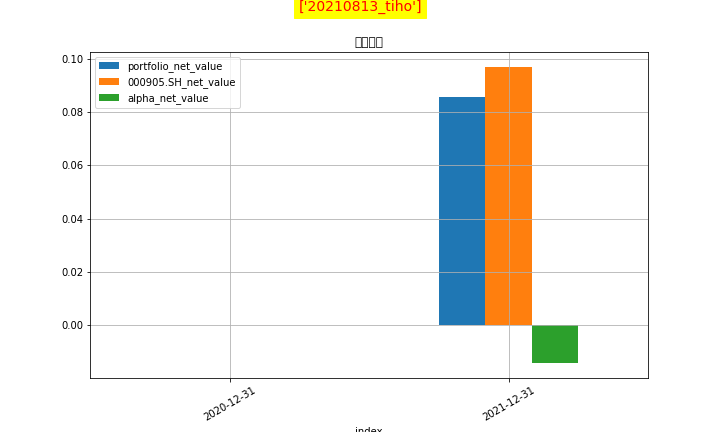 ['20210813_tiho']
portfolio_net_value
000905.SH_net_value
alpha_net_value
0.10
0.08
0.06
0.04
0.02
0.00
2020-12-31
2021-12-31
index